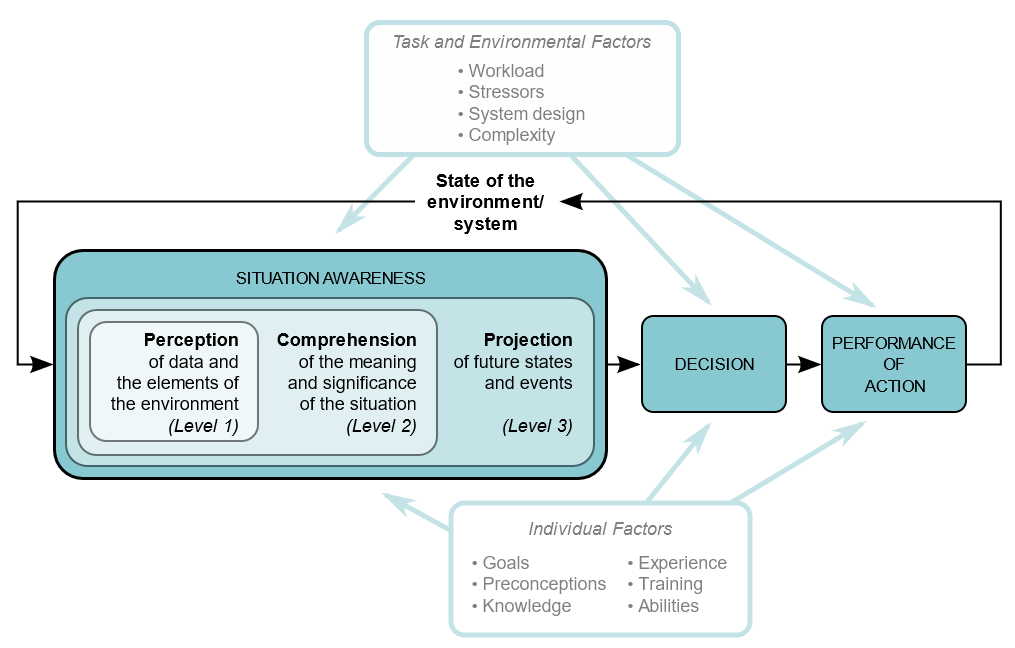 Task and Environmental Factors
• Workload
• Stressors
• System design
• Complexity
State of the
environment/
system
SITUATION AWARENESS
Perception
of data and
the elements of
the environment
(Level 1)
Comprehension
of the meaning
and significance
of the situation
(Level 2)
Projection
of future states
and events
(Level 3)
DECISION
PERFORMANCE
OF
ACTION
Individual Factors
• Goals
• Preconceptions
• Knowledge
• Experience
• Training
• Abilities